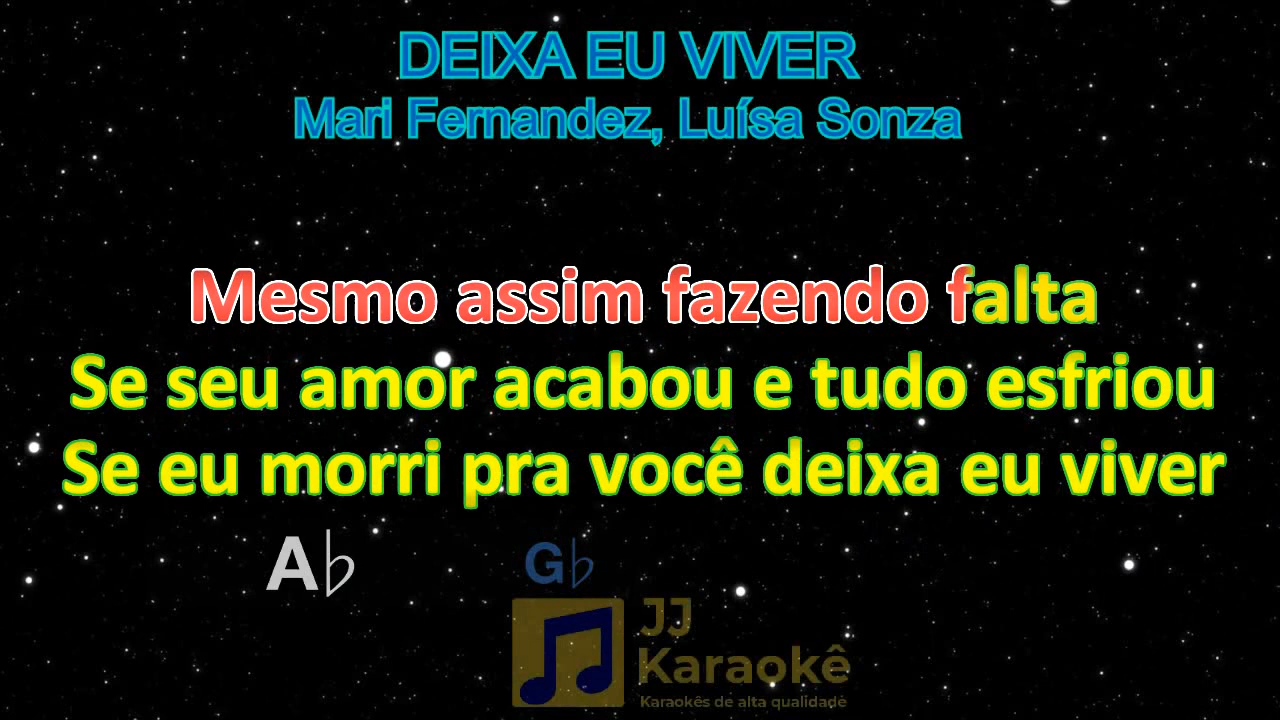 DEIXA EU VIVER
Mari Fernandez, Luísa Sonza
Mesmo assim fazendo falta
Se seu amor acabou e tudo esfriou
Se eu morri pra você deixa eu viver
A♭ G♭
JJ
Karaokê
Karaokês de alta qualidade